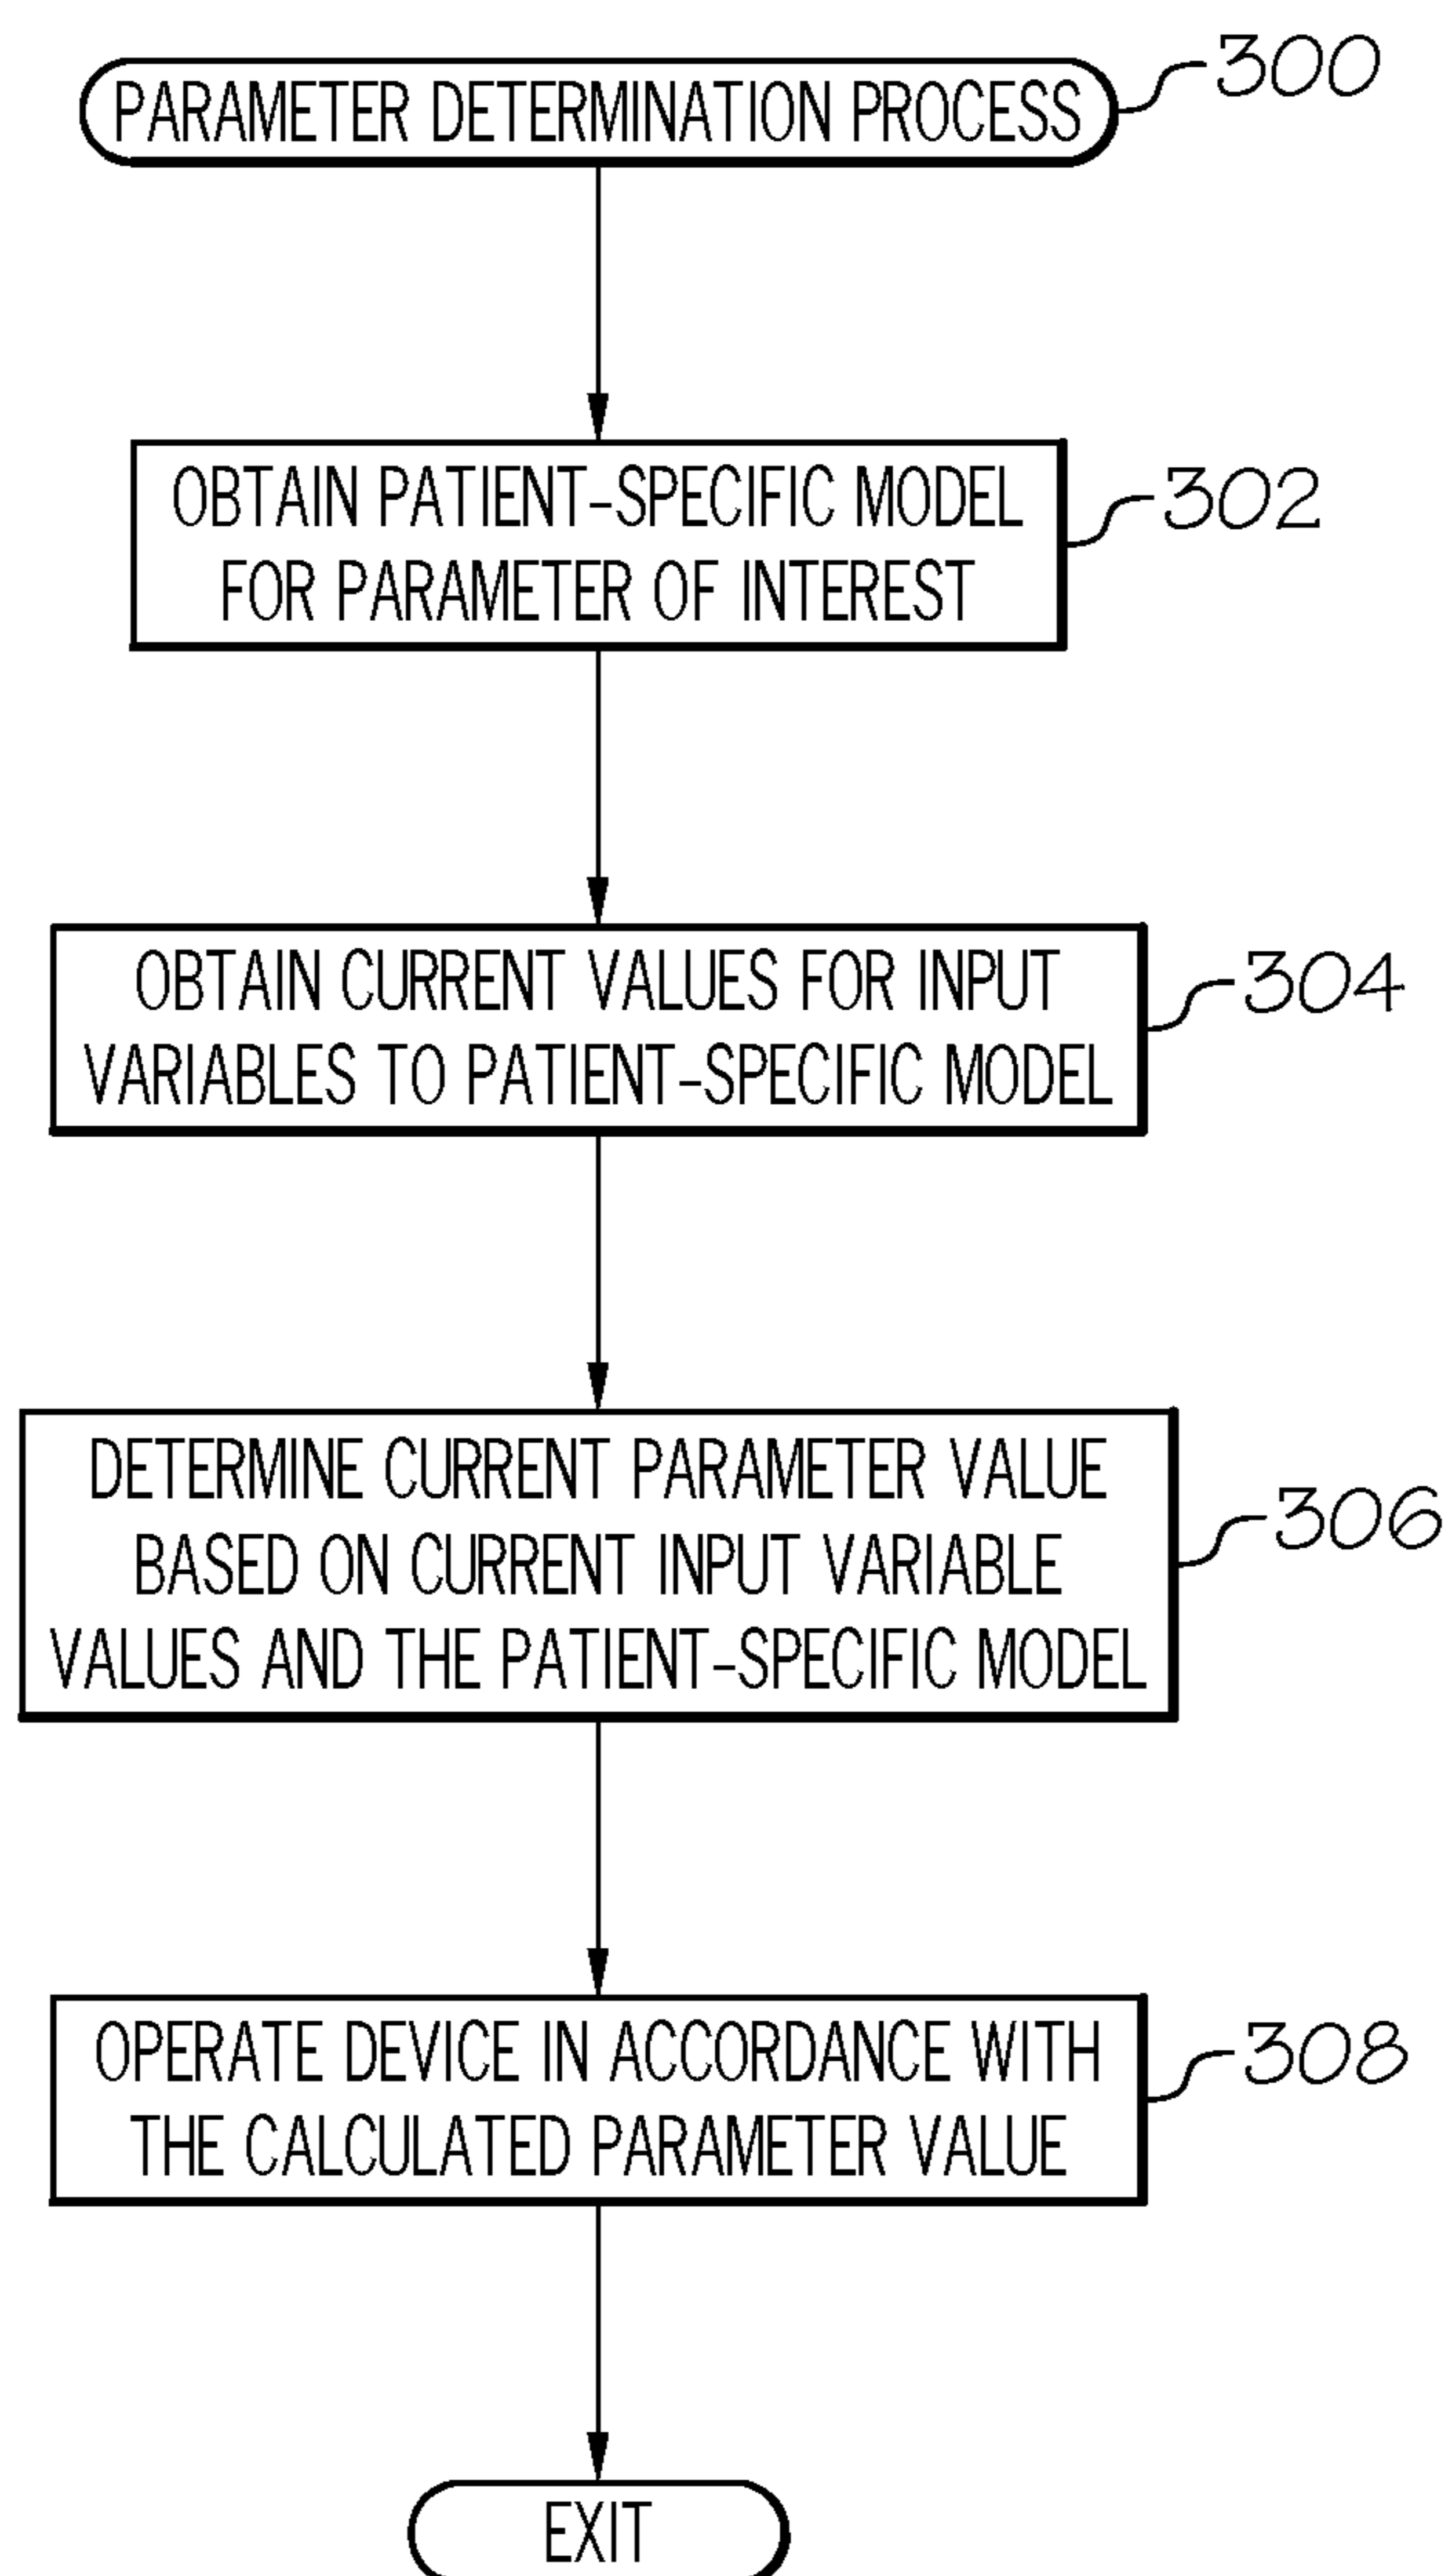 PARAMETER DETERMINATION PROCESS
300
OBTAIN PATIENT-SPECIFIC MODEL
FOR PARAMETER OF INTEREST
302
OBTAIN CURRENT VALUES FOR INPUT
VARIABLES TO PATIENT-SPECIFIC MODEL
304
DETERMINE CURRENT PARAMETER VALUE
BASED ON CURRENT INPUT VARIABLE
VALUES AND THE PATIENT-SPECIFIC MODEL
306
OPERATE DEVICE IN ACCORDANCE WITH
THE CALCULATED PARAMETER VALUE
308
EXIT